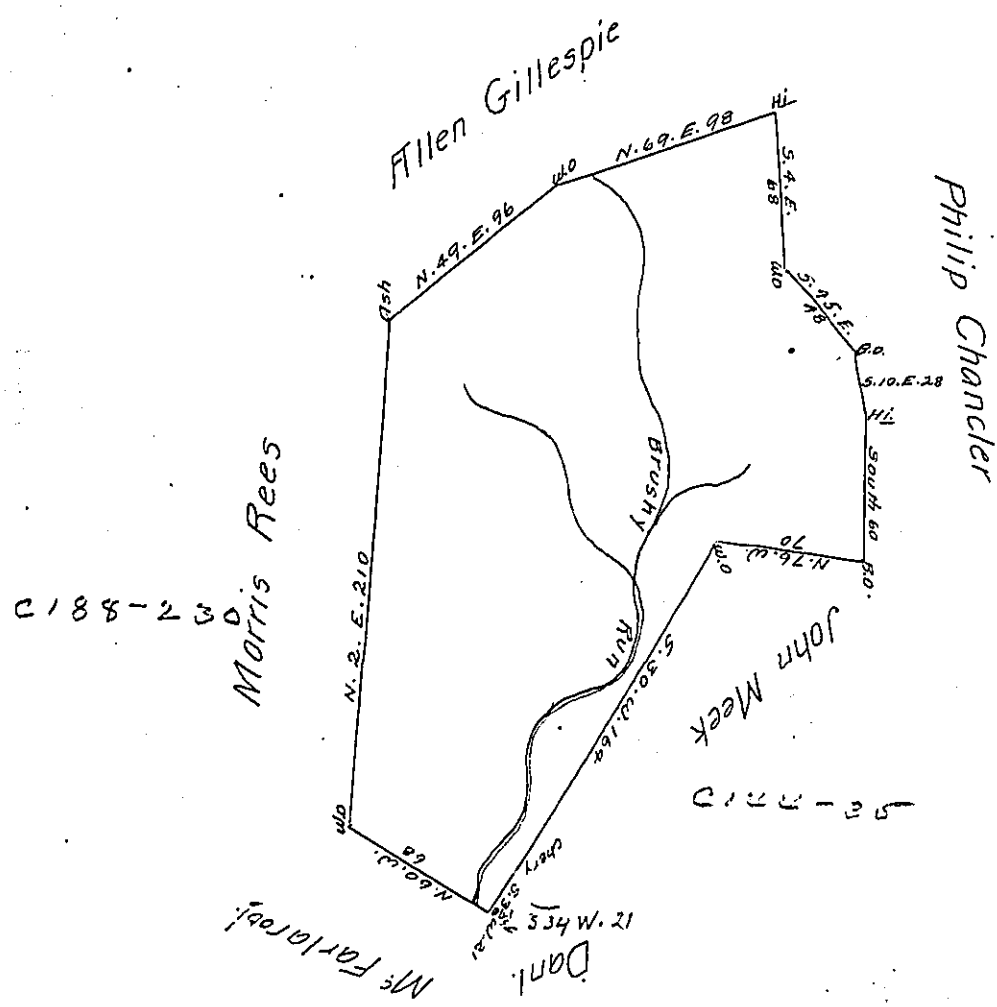 Allen Gillespie
Philip Chancler
John Meek
Danl.
McFarland.
Morris Rees
C188-230
Hi
N.69.E.98
W.O
N.49.E.96
Ash
S.4.E.
68
W.O
S.45.E.
48
B.O.
S.10.E.28
Hi.
South 60
B.O.
N.76.W.
70
W.O
S.30.W.164
Chery
S34W.21
N.60.W.
68
W.O
N.2.E.210
Brushy
Run